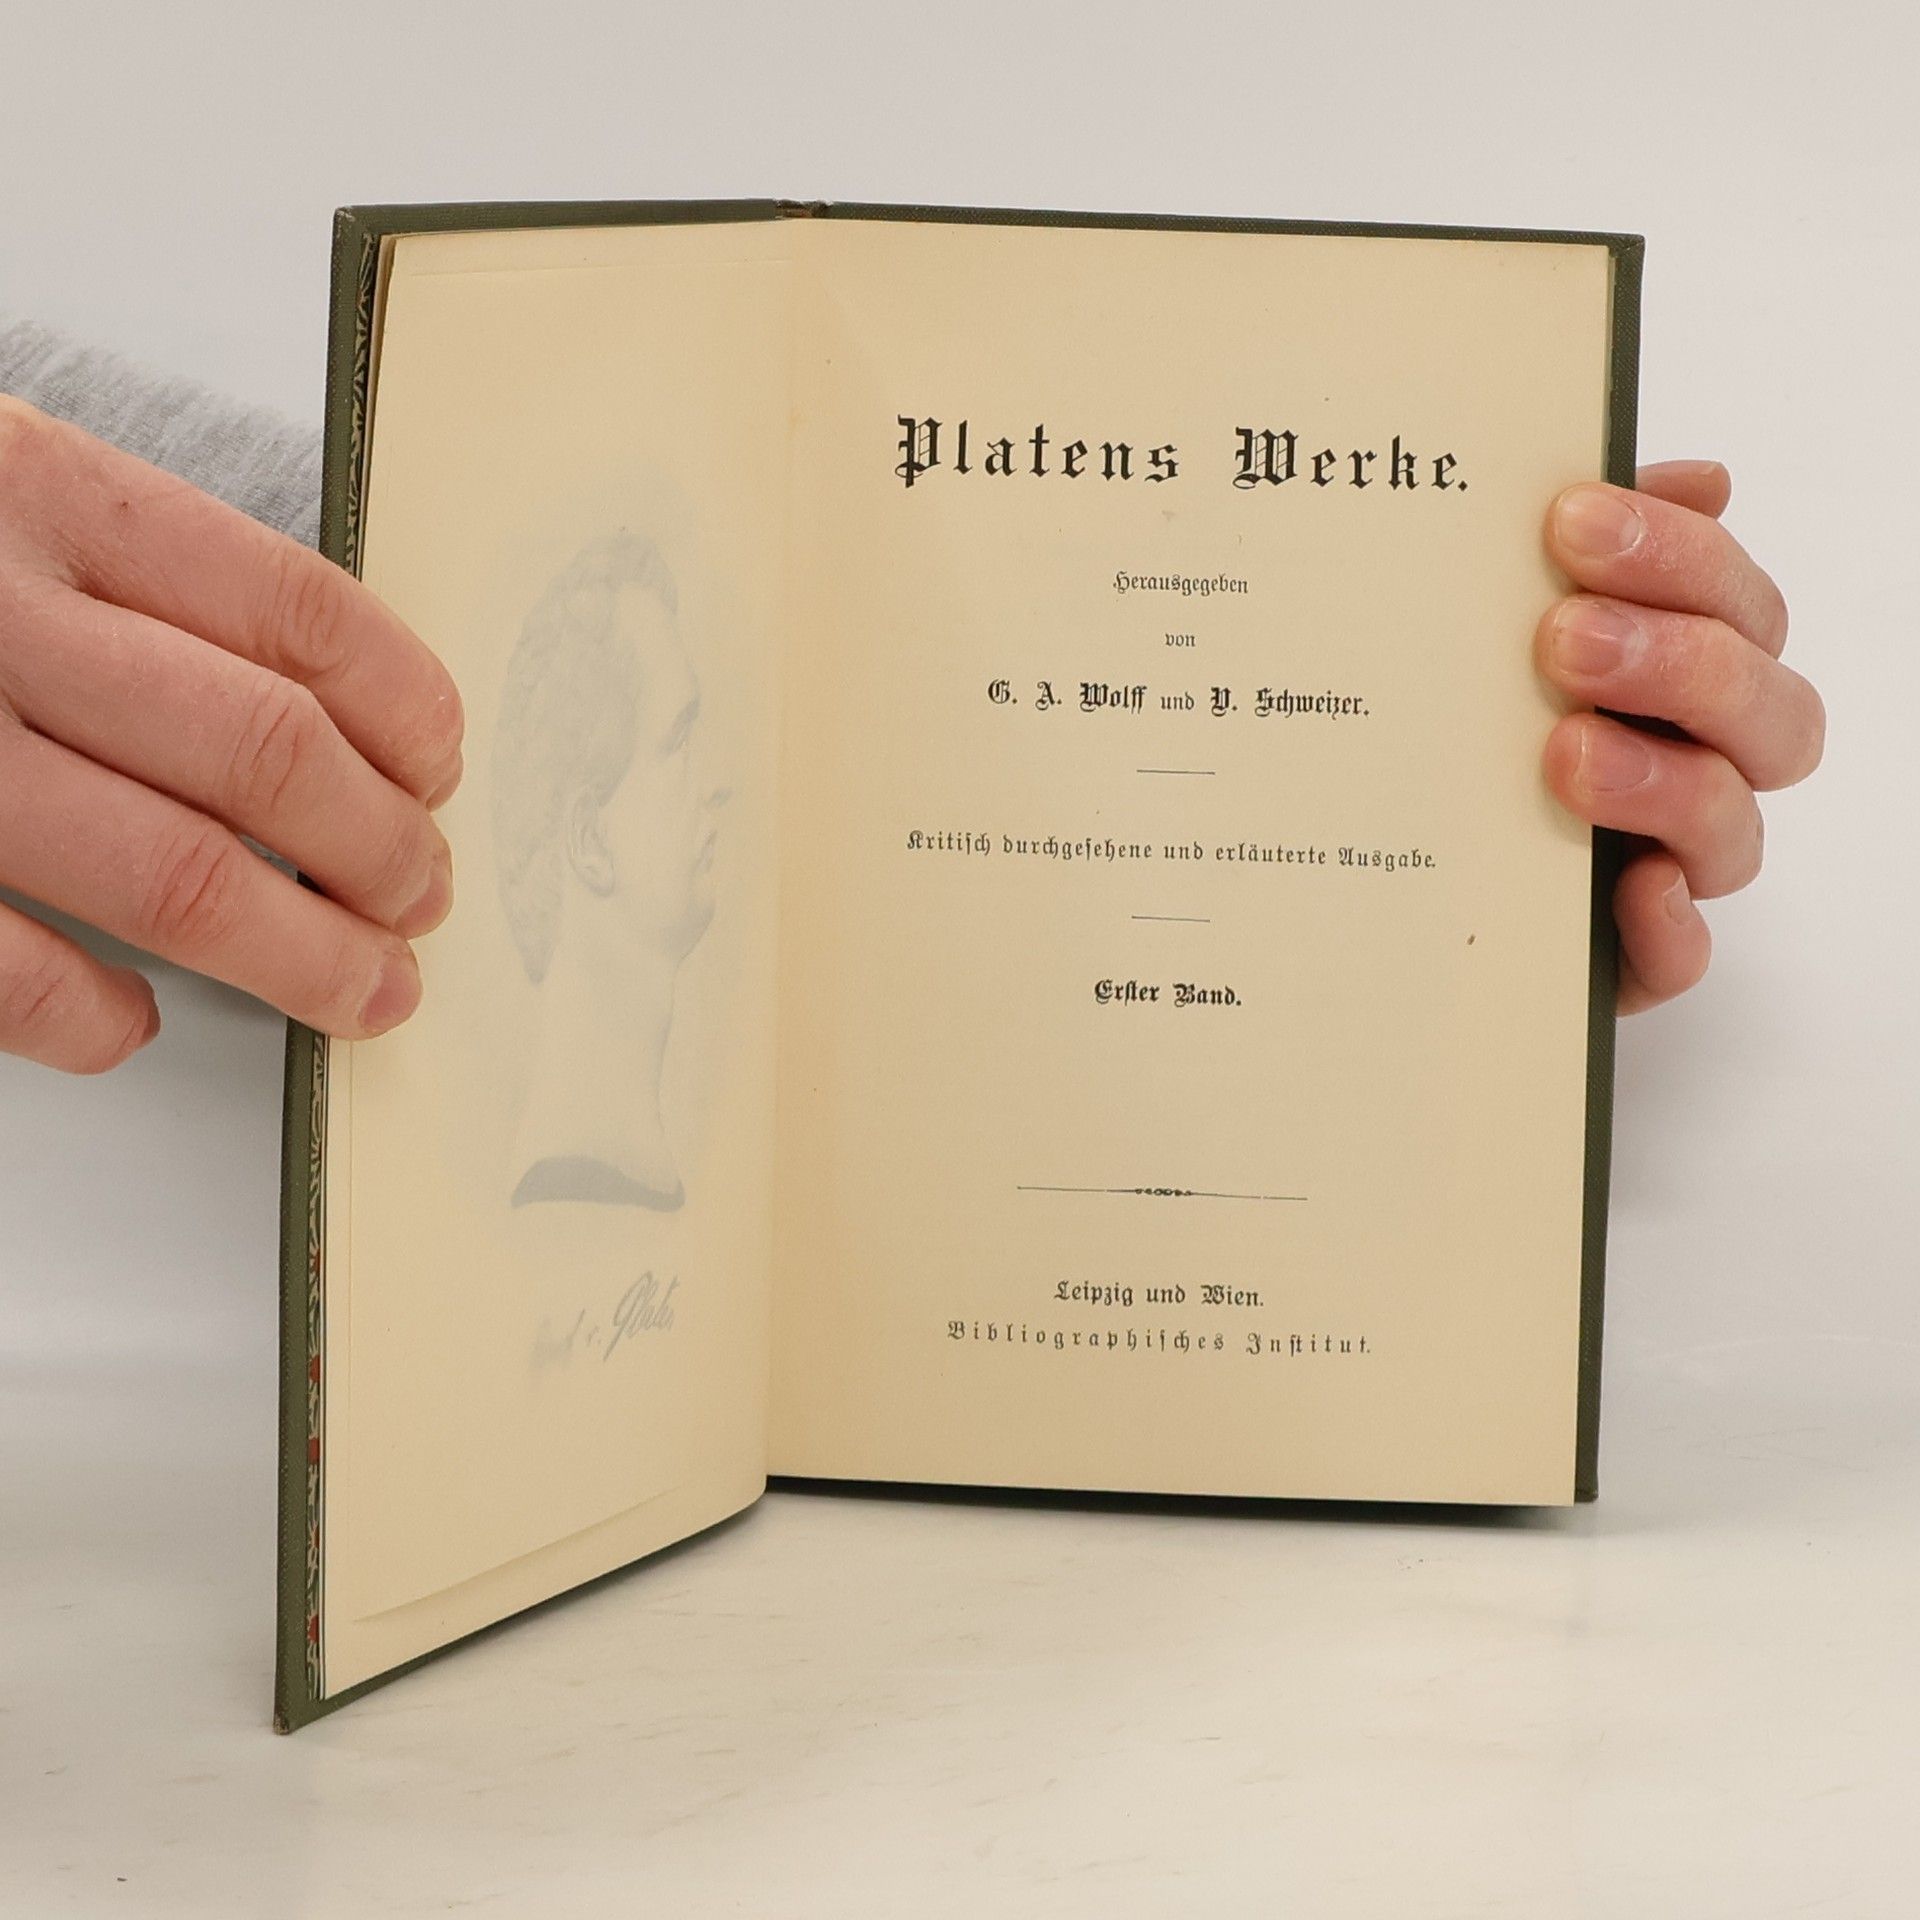 Platens Werke.
Herausgegeben
von
G. A. Wolff und V. Schweizer.
Kritisch durchgesehene und erläuterte Ausgabe.
Erster Band.
Leipzig und Wien.
Bibliographisches Institut.
v. Platen